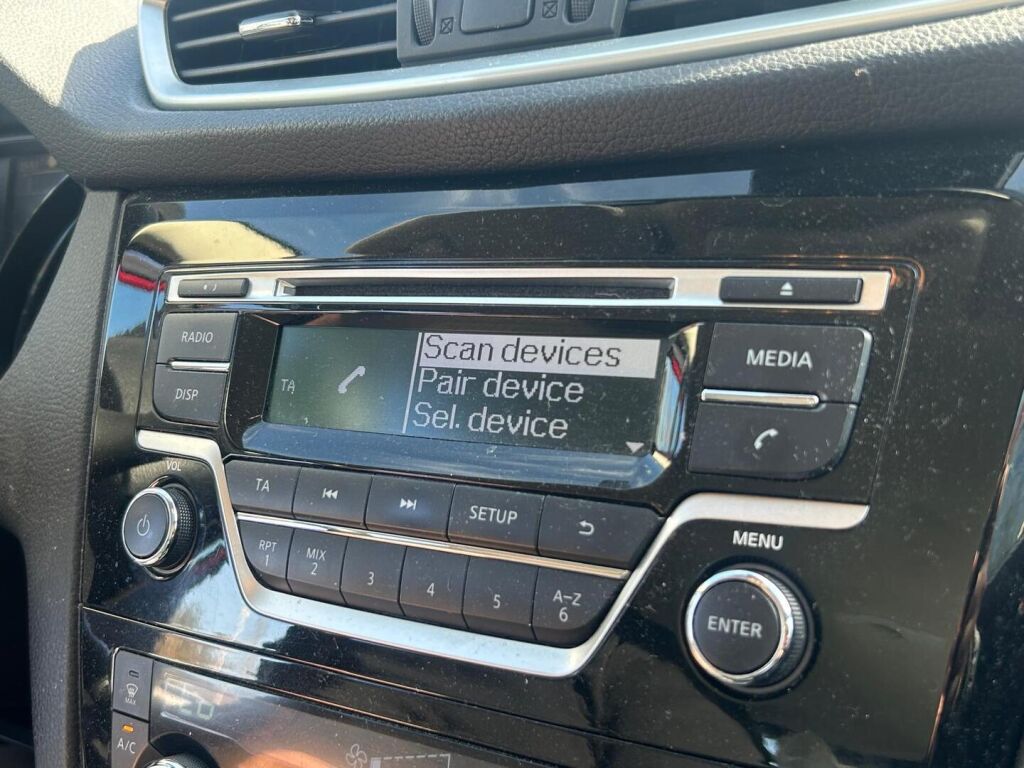 RADIO
DISP
TA
Scan devices
Pair device
Sel. device
MEDIA
VOL
TA
SETUP
RPT
1
MIX
2
3
4
5
A-Z
6
MENU
ENTER
MAX
A/C